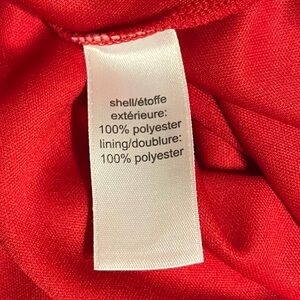 shell/étoffe
extérieure:
100% polyester
lining/doublure:
100% polyester